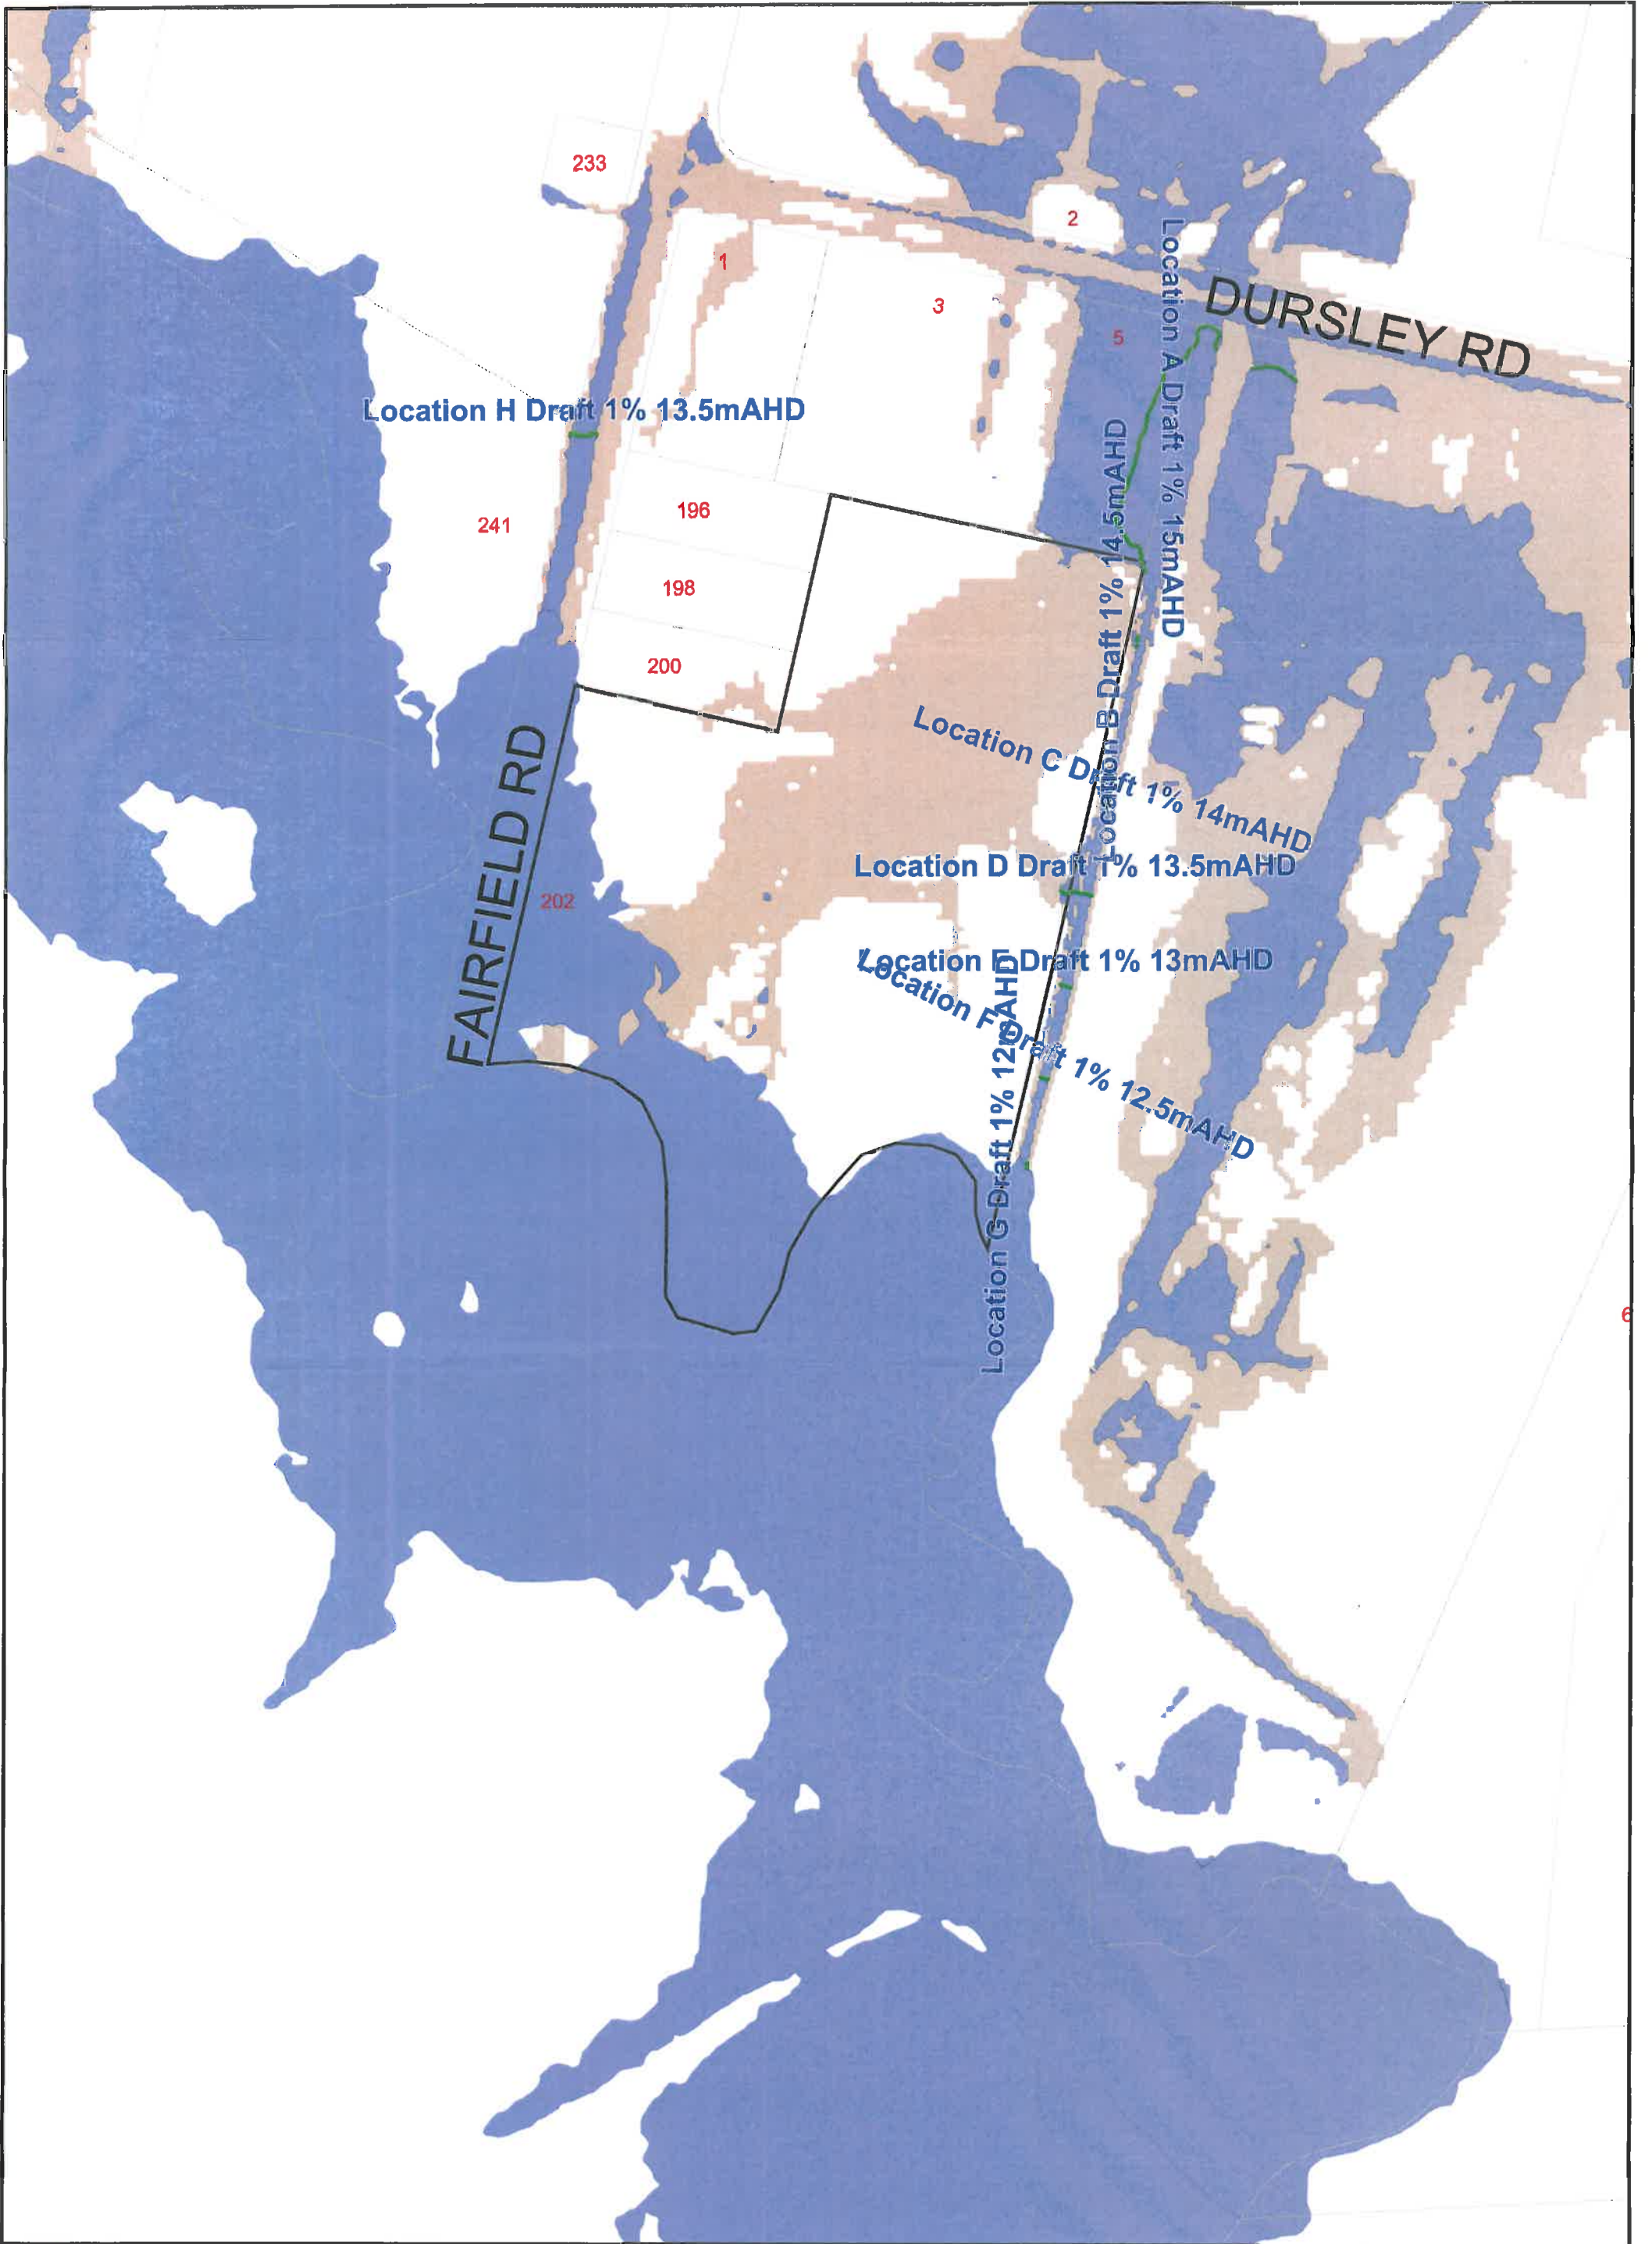 233
2
1
3
5
DURSLEY RD
Location A Draft 1% 15mAHD
Location H Draft 1% 13.5mAHD
Location B Draft 1% 14.5mAHD
241
196
198
200
Location C Draft 1% 14mAHD
FAIRFIELD RD
Location D Draft 1% 13.5mAHD
202
Location E Draft 1% 13mAHD
Location F Draft 1% 12.5mAHD
Location G Draft 1% 12mAHD
6